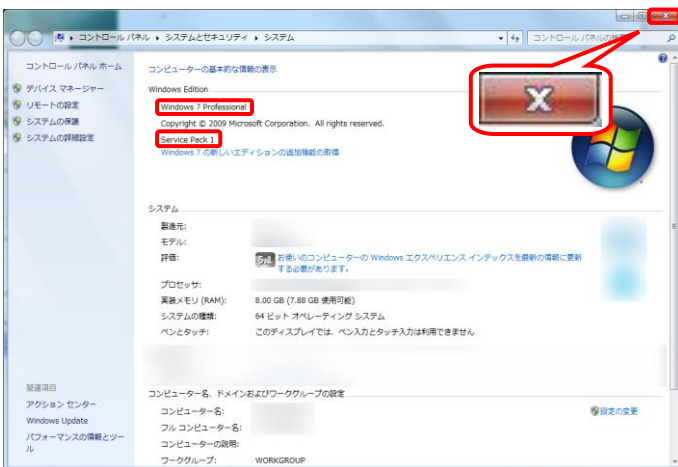 コントロール パネル ▸ システムとセキュリティ ▸ システム
コントロール パネルの検索
コントロール パネル ホーム
デバイス マネージャー
リモートの設定
システムの保護
システムの詳細設定
コンピューターの基本的な情報の表示
Windows Edition
Windows 7 Professional
Copyright © 2009 Microsoft Corporation. All rights reserved.
Service Pack 1
Windows 7 の新しいエディションの追加機能の取得
システム
製造元:
モデル:
評価:
お使いのコンピューターの Windows エクスペリエンス インデックスを最新の情報に更新
する必要があります。
プロセッサ:
実装メモリ (RAM): 8.00 GB (7.88 GB 使用可能)
システムの種類: 64 ビット オペレーティング システム
ペンとタッチ: このディスプレイでは、ペン入力とタッチ入力は利用できません
コンピューター名、ドメインおよびワークグループの設定
コンピューター名:
設定の変更
フル コンピューター名:
コンピューターの説明:
ワークグループ: WORKGROUP
関連項目
アクション センター
Windows Update
パフォーマンスの情報とツー
ル